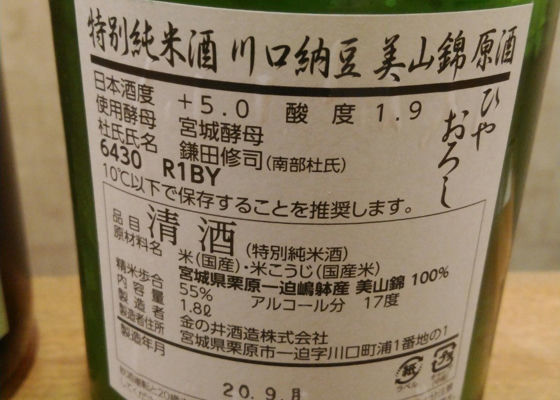 特別純米酒 川口納豆 美山錦 原酒
ひやおろし
日本酒度 +5.0 酸度 1.9
使用酵母 宮城酵母
杜氏氏名 鎌田修司(南部杜氏)
6430 R1BY
10℃以下で保存することを推奨します。
品目 清酒(特別純米酒)
原材料名 米(国産)・米こうじ(国産米)
宮城県栗原一迫嶋躰産 美山錦 100%
精米歩合 55% アルコール分 17度
内容量 1.8ℓ
製造者 金の井酒造株式会社
製造者住所 宮城県栗原市一迫字川口町浦1番地の1
製造年月
20.9.月
紙
ラベル